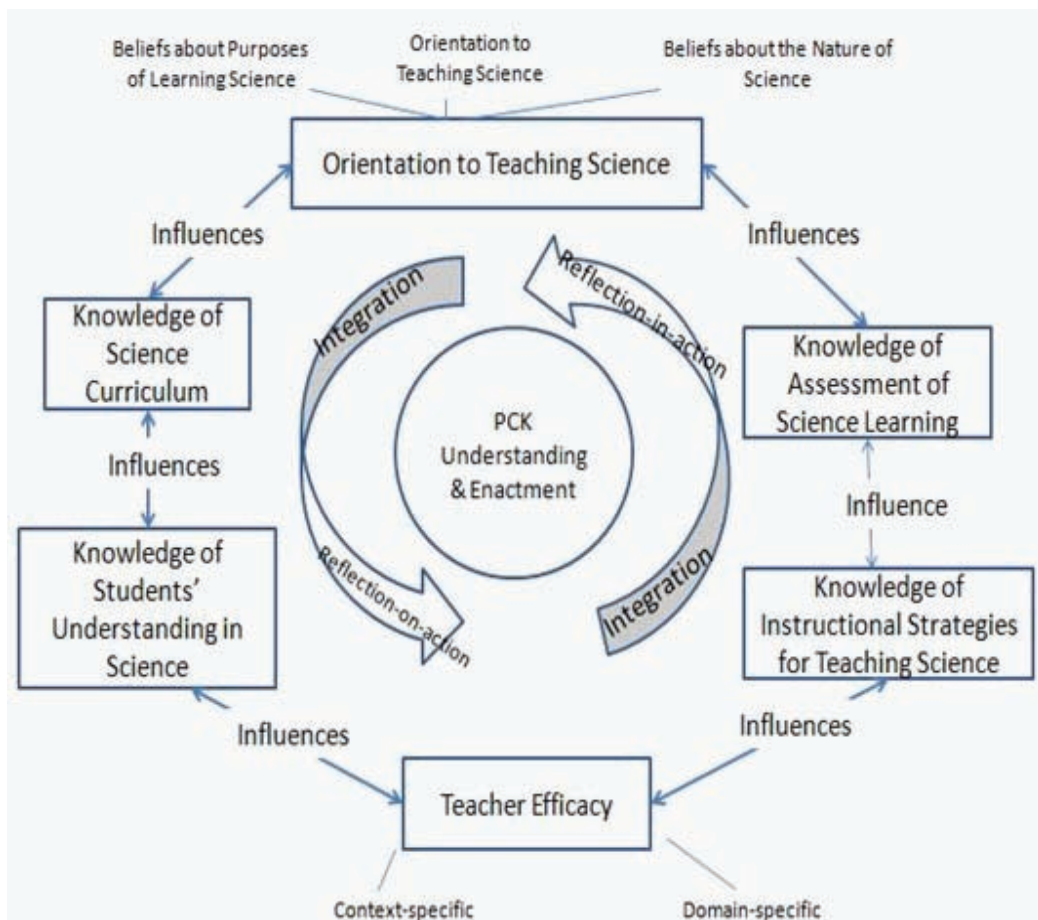 Beliefs about Purposes
of Learning Science
Orientation to
Teaching Science
Beliefs about the Nature of
Science
Orientation to Teaching Science
Influences
Influences
Integration
Reflection-in-action
Knowledge of
Science
Curriculum
Knowledge of
Assessment of
Science Learning
PCK
Understanding
& Enactment
Influences
Influence
Knowledge of
Students'
Understanding in
Science
Reflection-on-action
Integration
Knowledge of
Instructional Strategies
for Teaching Science
Influences
Influences
Teacher Efficacy
Context-specific
Domain-specific